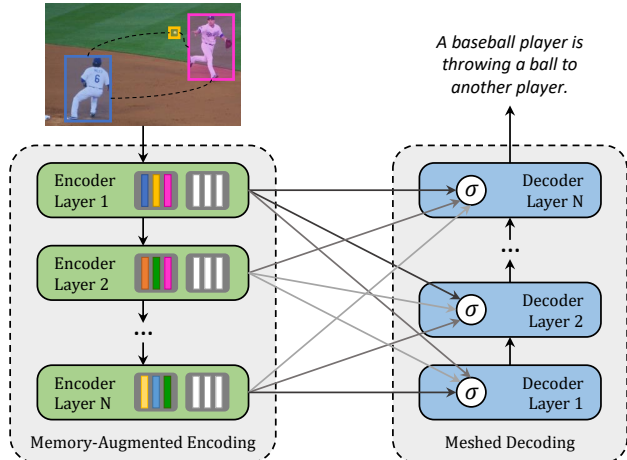 A baseball player is
throwing a ball to
another player.
6
Encoder
Layer 1
Encoder
Layer 2
...
Encoder
Layer N
Memory-Augmented Encoding
σ
Decoder
Layer N
...
σ
Decoder
Layer 2
σ
Decoder
Layer 1
Meshed Decoding